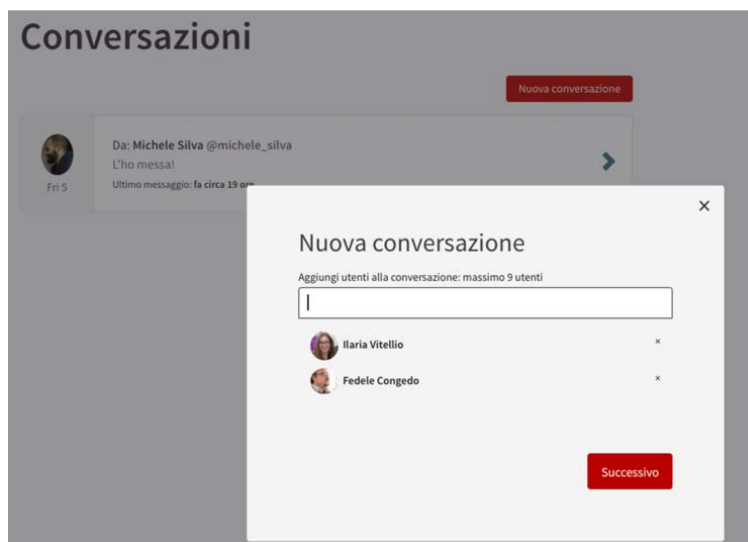 Conversazioni
Nuova conversazione
Da: Michele Silva @michele_silva
L'ho messa!
Fri 5
Ultimo messaggio: fa circa 19 ore
×
Nuova conversazione
Aggiungi utenti alla conversazione: massimo 9 utenti
Ilaria Vitellio ×
Fedele Congedo ×
Successivo